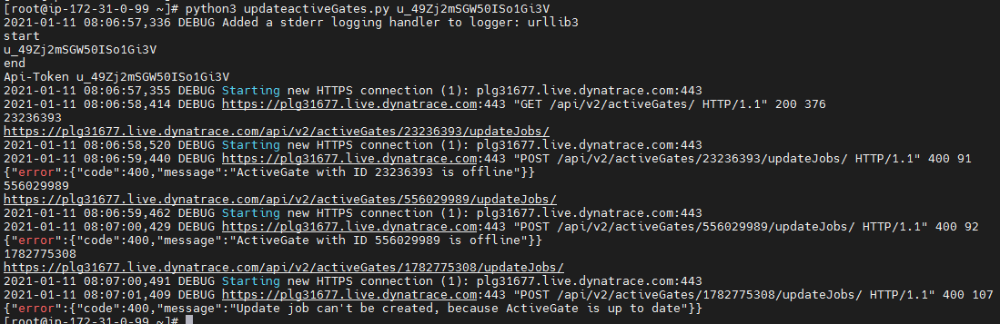 [root@ip-172-31-0-99 ~]# python3 updateactiveGates.py u_49Zj2mSGW50ISo1Gi3V
2021-01-11 08:06:57,336 DEBUG Added a stderr logging handler to logger: urllib3
start
u_49Zj2mSGW50ISo1Gi3V
end
Api-Token u_49Zj2mSGW50ISo1Gi3V
2021-01-11 08:06:57,355 DEBUG Starting new HTTPS connection (1): plg31677.live.dynatrace.com:443
2021-01-11 08:06:58,414 DEBUG https://plg31677.live.dynatrace.com:443 "GET /api/v2/activeGates/ HTTP/1.1" 200 376
23236393
https://plg31677.live.dynatrace.com/api/v2/activeGates/23236393/updateJobs/
2021-01-11 08:06:58,520 DEBUG Starting new HTTPS connection (1): plg31677.live.dynatrace.com:443
2021-01-11 08:06:59,440 DEBUG https://plg31677.live.dynatrace.com:443 "POST /api/v2/activeGates/23236393/updateJobs/ HTTP/1.1" 400 91
{"error":{"code":400,"message":"ActiveGate with ID 23236393 is offline"}}
556029989
https://plg31677.live.dynatrace.com/api/v2/activeGates/556029989/updateJobs/
2021-01-11 08:06:59,462 DEBUG Starting new HTTPS connection (1): plg31677.live.dynatrace.com:443
2021-01-11 08:07:00,429 DEBUG https://plg31677.live.dynatrace.com:443 "POST /api/v2/activeGates/556029989/updateJobs/ HTTP/1.1" 400 92
{"error":{"code":400,"message":"ActiveGate with ID 556029989 is offline"}}
1782775308
https://plg31677.live.dynatrace.com/api/v2/activeGates/1782775308/updateJobs/
2021-01-11 08:07:00,491 DEBUG Starting new HTTPS connection (1): plg31677.live.dynatrace.com:443
2021-01-11 08:07:01,409 DEBUG https://plg31677.live.dynatrace.com:443 "POST /api/v2/activeGates/1782775308/updateJobs/ HTTP/1.1" 400 107
{"error":{"code":400,"message":"Update job can't be created, because ActiveGate is up to date"}}
[root@ip-172-31-0-99 ~]#